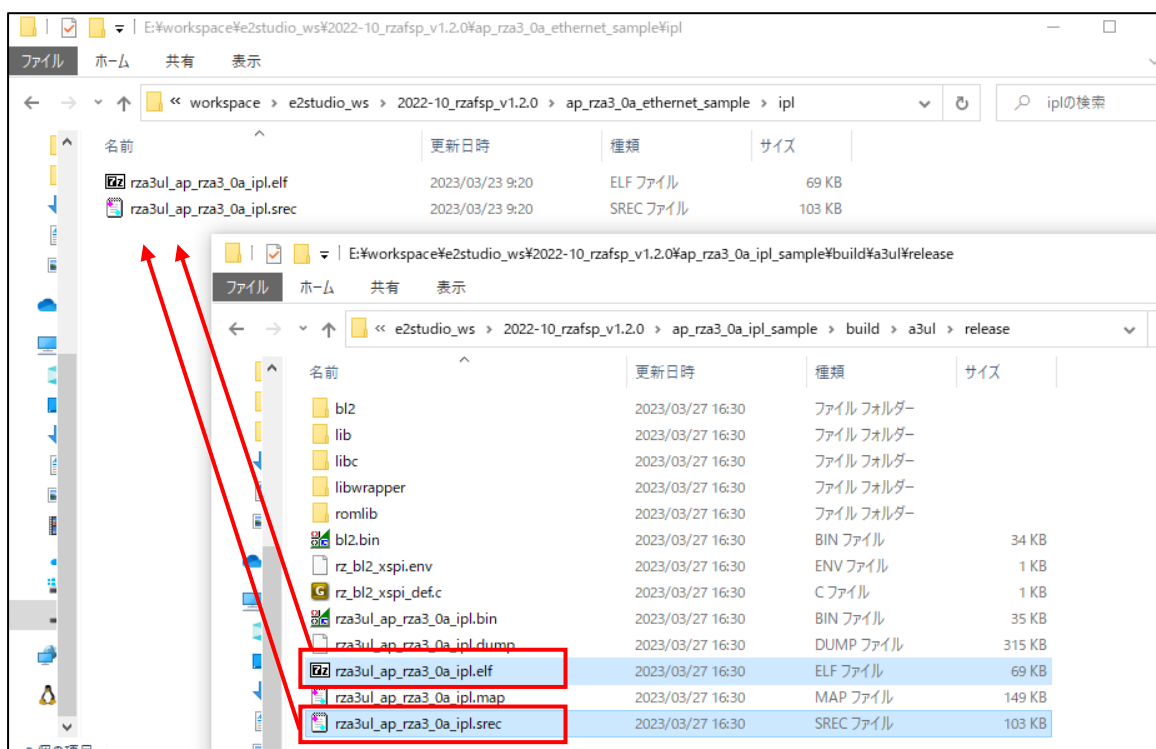 E:¥workspace¥e2studio_ws¥2022-10_rzafsp_v1.2.0¥ap_rza3_0a_ethernet_sample¥ipl
ファイル ホーム 共有 表示
« workspace > e2studio_ws > 2022-10_rzafsp_v1.2.0 > ap_rza3_0a_ethernet_sample > ipl iplの検索
名前 更新日時 種類 サイズ
rza3ul_ap_rza3_0a_ipl.elf 2023/03/23 9:20 ELF ファイル 69 KB
rza3ul_ap_rza3_0a_ipl.srec 2023/03/23 9:20 SREC ファイル 103 KB
E:¥workspace¥e2studio_ws¥2022-10_rzafsp_v1.2.0¥ap_rza3_0a_ipl_sample¥build¥a3ul¥release
ファイル ホーム 共有 表示
« e2studio_ws > 2022-10_rzafsp_v1.2.0 > ap_rza3_0a_ipl_sample > build > a3ul > release
名前 更新日時 種類 サイズ
bl2 2023/03/27 16:30 ファイル フォルダー
lib 2023/03/27 16:30 ファイル フォルダー
libc 2023/03/27 16:30 ファイル フォルダー
libwrapper 2023/03/27 16:30 ファイル フォルダー
romlib 2023/03/27 16:30 ファイル フォルダー
bl2.bin 2023/03/27 16:30 BIN ファイル 34 KB
rz_bl2_xspi.env 2023/03/27 16:30 ENV ファイル 1 KB
rz_bl2_xspi_def.c 2023/03/27 16:30 C ファイル 1 KB
rza3ul_ap_rza3_0a_ipl.bin 2023/03/27 16:30 BIN ファイル 35 KB
rza3ul_ap_rza3_0a_ipl.dump 2023/03/27 16:30 DUMP ファイル 315 KB
rza3ul_ap_rza3_0a_ipl.elf 2023/03/27 16:30 ELF ファイル 69 KB
rza3ul_ap_rza3_0a_ipl.map 2023/03/27 16:30 MAP ファイル 149 KB
rza3ul_ap_rza3_0a_ipl.srec 2023/03/27 16:30 SREC ファイル 103 KB